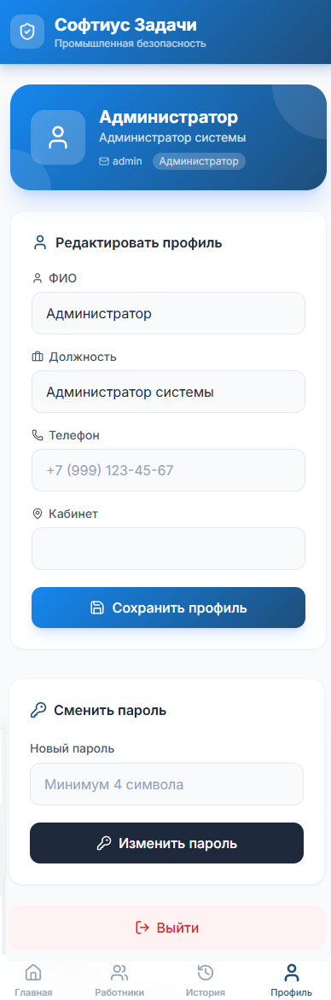 Софтиус Задачи
Промышленная безопасность
Администратор
Администратор системы
admin Администратор
Редактировать профиль
ФИО
Администратор
Должность
Администратор системы
Телефон
+7 (999) 123-45-67
Кабинет
Сохранить профиль
Сменить пароль
Новый пароль
Минимум 4 символа
Изменить пароль
Выйти
Главная Работники История Профиль